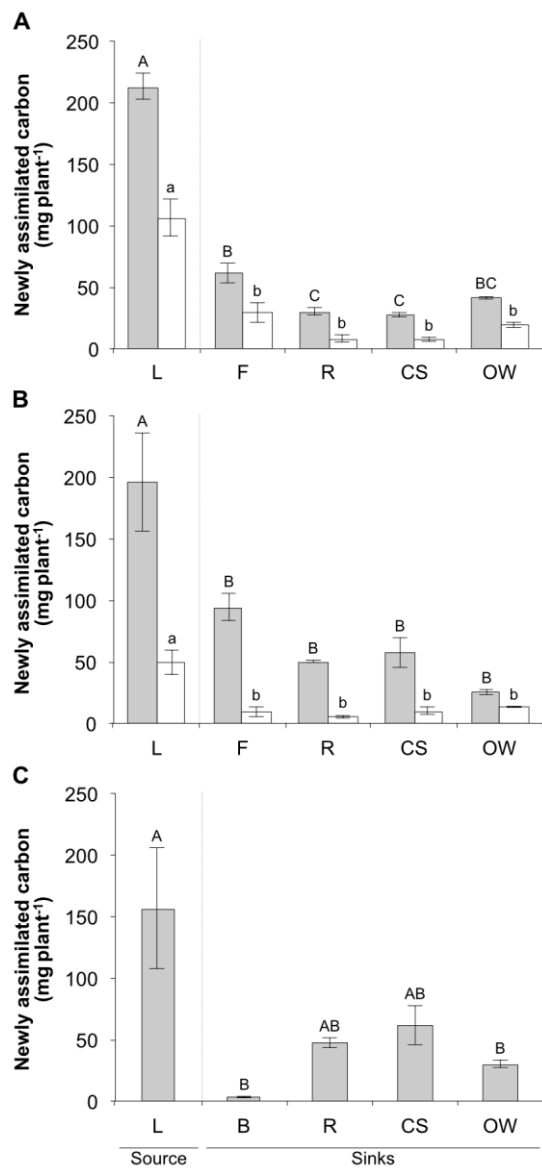 A
Newly assimilated carbon
(mg plant⁻¹)
250
200
150
100
50
0
A
a
B
b
C
b
C
b
BC
b
L
F
R
CS
OW
B
Newly assimilated carbon
(mg plant⁻¹)
250
200
150
100
50
0
A
a
B
b
B
b
B
b
B
b
L
F
R
CS
OW
C
Newly assimilated carbon
(mg plant⁻¹)
250
200
150
100
50
0
A
B
AB
AB
B
L
B
R
CS
OW
Source
Sinks